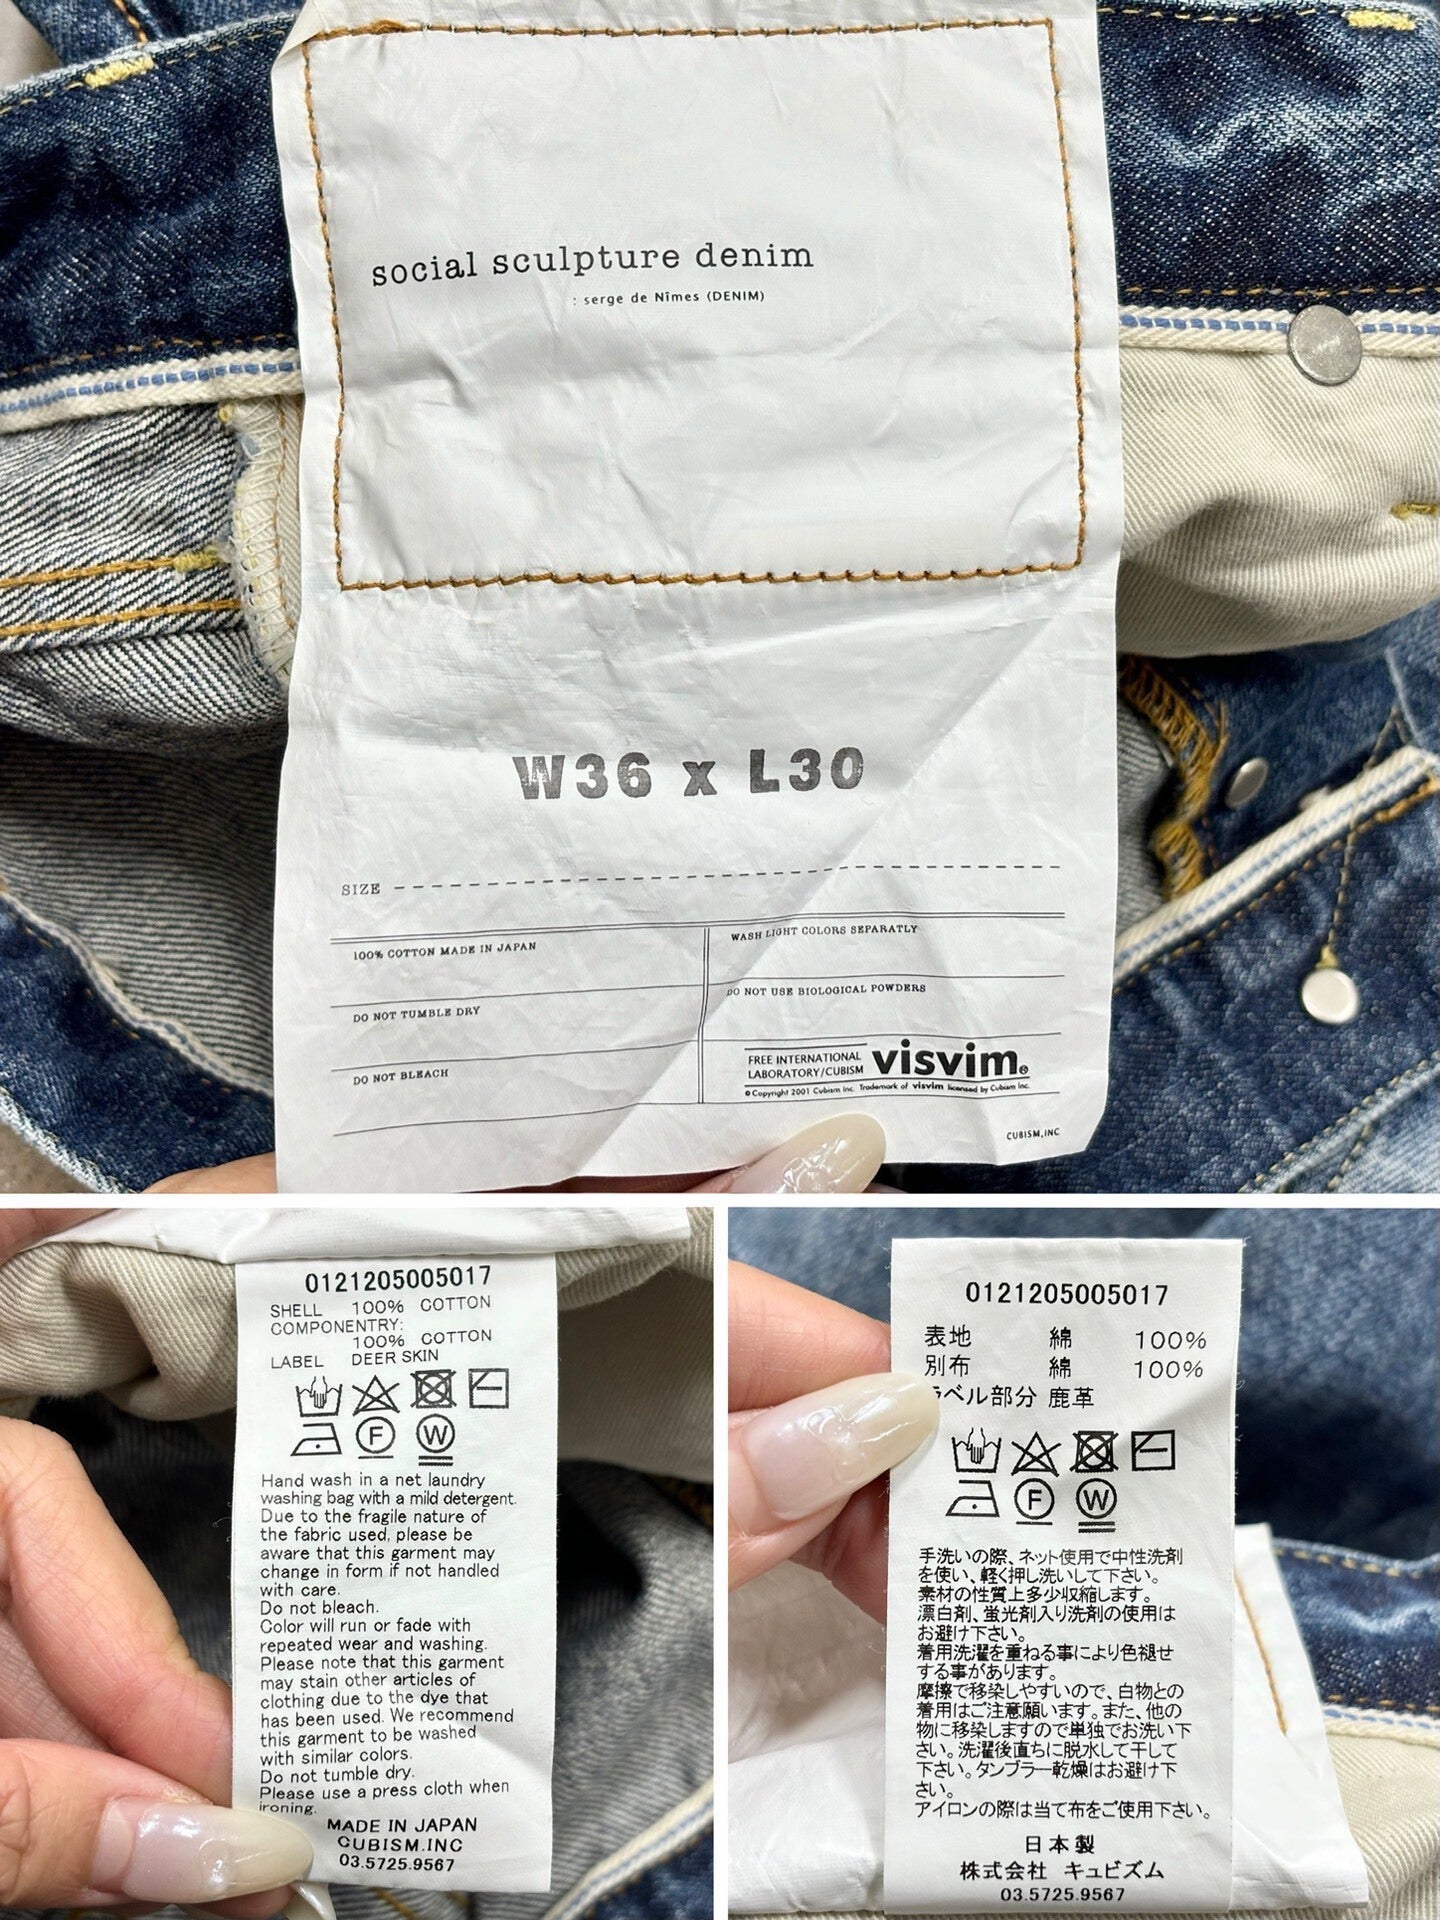 social sculpture denim
: serge de Nîmes (DENIM)
W36 x L30
SIZE
100% COTTON MADE IN JAPAN
WASH LIGHT COLORS SEPARATLY
DO NOT TUMBLE DRY
DO NOT USE BIOLOGICAL POWDERS
DO NOT BLEACH
FREE INTERNATIONAL
LABORATORY/CUBISM
visvim®
© Copyright 2001 Cubism Inc. Trademark of visvim licensed by Cubism Inc.
CUBISM,INC
0121205005017
SHELL 100% COTTON
COMPONENTRY:
100% COTTON
LABEL DEER SKIN
F W
Hand wash in a net laundry
washing bag with a mild detergent.
Due to the fragile nature of
the fabric used, please be
aware that this garment may
change in form if not handled
with care.
Do not bleach.
Color will run or fade with
repeated wear and washing.
Please note that this garment
may stain other articles of
clothing due to the dye that
has been used. We recommend
this garment to be washed
with similar colors.
Do not tumble dry.
Please use a press cloth when
ironing.
MADE IN JAPAN
CUBISM.INC
03.5725.9567
0121205005017
表地 綿 100%
別布 綿 100%
ラベル部分 鹿革
F W
手洗いの際、ネット使用で中性洗剤
を使い、軽く押し洗いして下さい。
素材の性質上多少収縮します。
漂白剤、蛍光剤入り洗剤の使用は
お避け下さい。
着用洗濯を重ねる事により色褪せ
する事があります。
摩擦で移染しやすいので、白物との
着用はご注意願います。また、他の
物に移染しますので単独でお洗い下
さい。洗濯後直ちに脱水して干して
下さい。タンブラー乾燥はお避け下
さい。
アイロンの際は当て布をご使用下さい。
日本製
株式会社 キュビズム
03.5725.9567